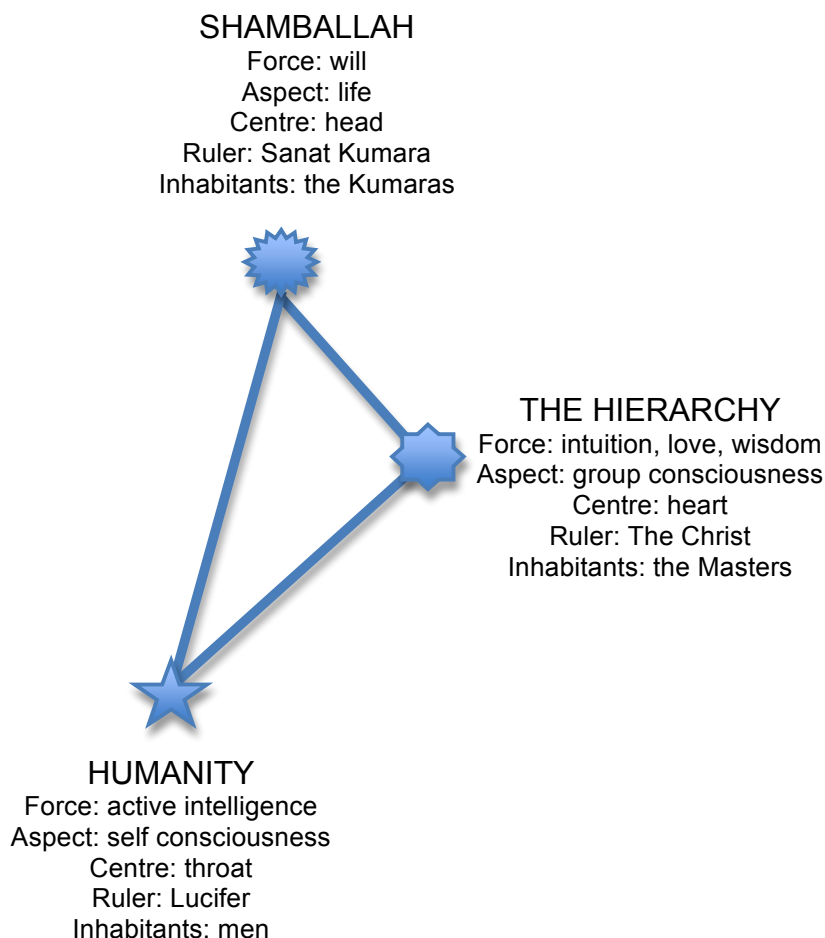 SHAMBALLAH
Force: will
Aspect: life
Centre: head
Ruler: Sanat Kumara
Inhabitants: the Kumaras
THE HIERARCHY
Force: intuition, love, wisdom
Aspect: group consciousness
Centre: heart
Ruler: The Christ
Inhabitants: the Masters
HUMANITY
Force: active intelligence
Aspect: self consciousness
Centre: throat
Ruler: Lucifer
Inhabitants: men